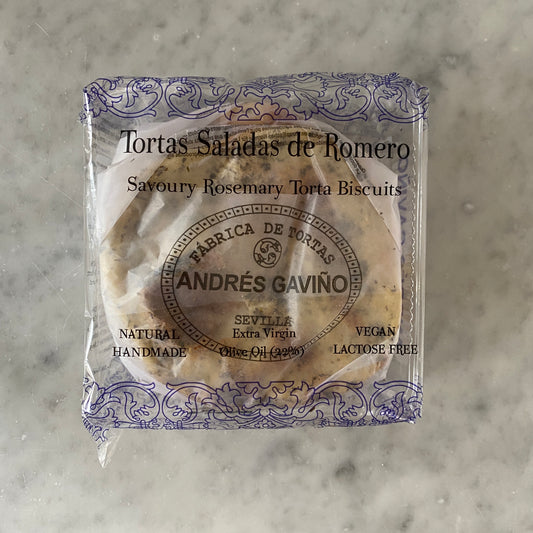 Tortas Saladas de Romero
Savoury Rosemary Torta Biscuits
FÁBRICA DE TORTAS
ANDRÉS GAVIÑO
SEVILLA
NATURAL
HANDMADE
Extra Virgin
Olive Oil (22%)
VEGAN
LACTOSE FREE